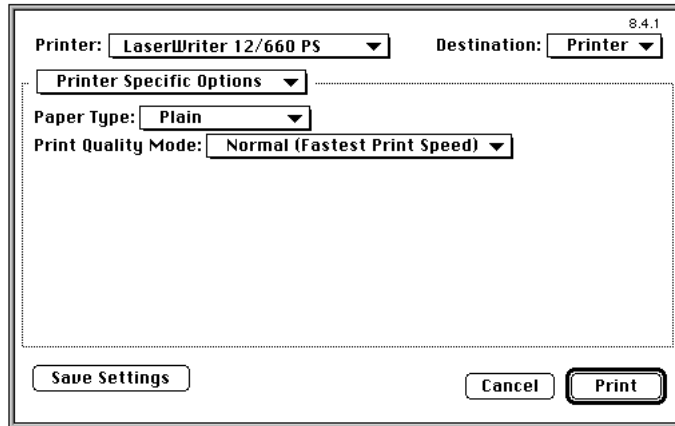 8.4.1
Printer: LaserWriter 12/660 PS Destination: Printer
Printer Specific Options
Paper Type: Plain
Print Quality Mode: Normal (Fastest Print Speed)
Save Settings
Cancel Print